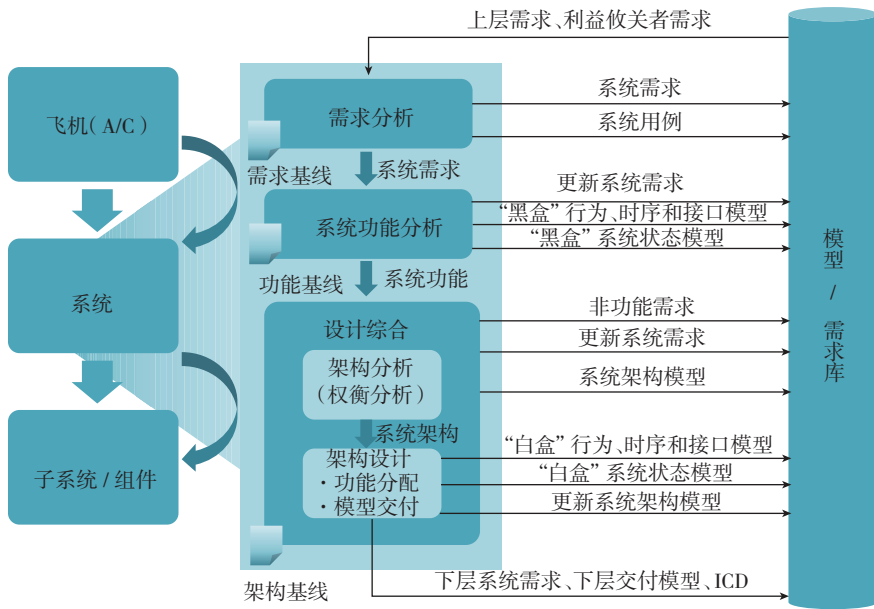 上层需求、利益攸关者需求
飞机(A/C)
系统
子系统/组件
需求分析
系统需求
系统用例
需求基线
系统需求
系统功能分析
更新系统需求
“黑盒”行为、时序和接口模型
“黑盒”系统状态模型
功能基线
系统功能
设计综合
非功能需求
更新系统需求
架构分析
(权衡分析)
系统架构模型
系统架构
架构设计
·功能分配
·模型交付
“白盒”行为、时序和接口模型
“白盒”系统状态模型
更新系统架构模型
架构基线
下层系统需求、下层交付模型、ICD
模型/需求库